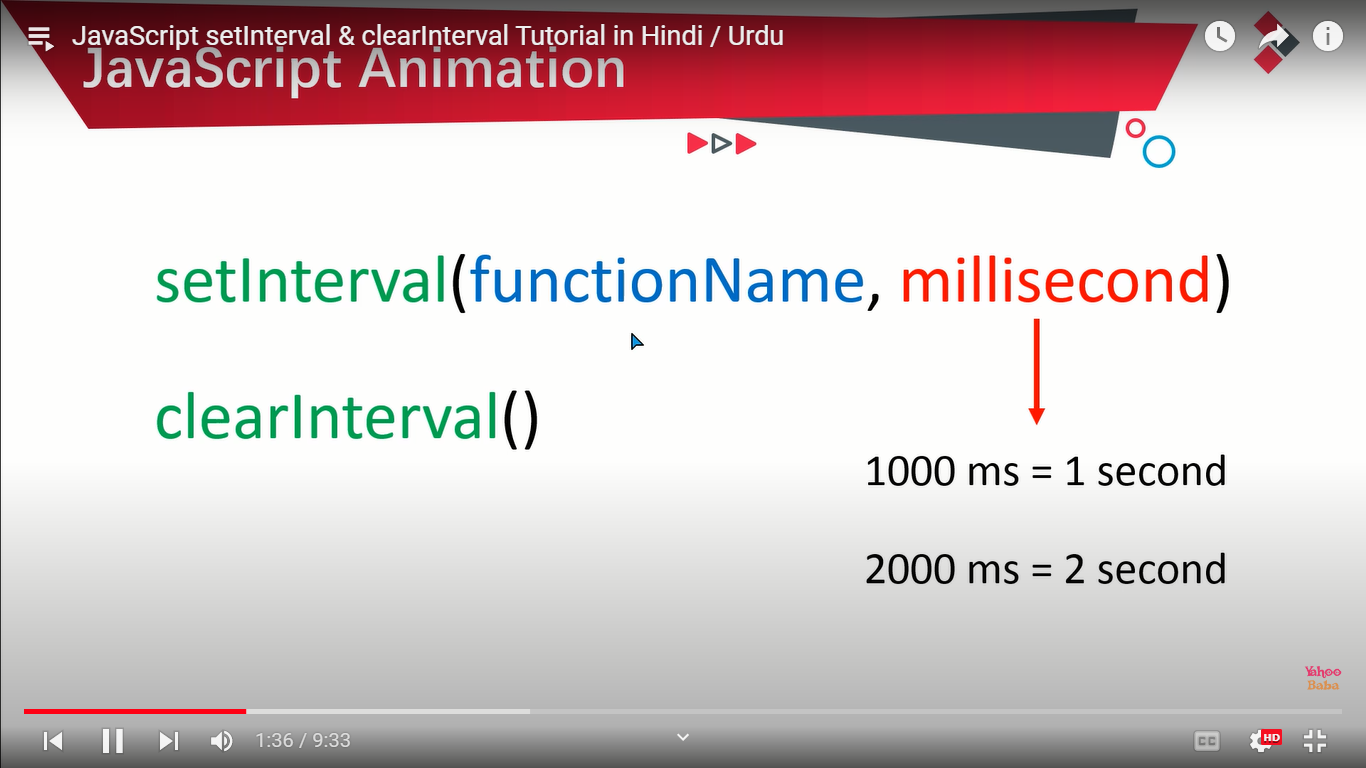 JavaScript setInterval & clearInterval Tutorial in Hindi / Urdu
JavaScript Animation
setInterval(functionName, millisecond)
clearInterval()
1000 ms = 1 second
2000 ms = 2 second
Yahoo
Baba
1:36 / 9:33
CC
HD